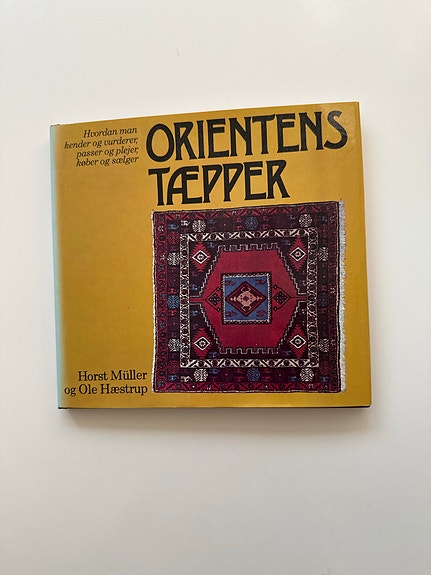 Hvordan man
kender og vurderer,
passer og plejer,
køber og sælger
ORIENTENS
TÆPPER
Horst Müller
og Ole Hæstrup